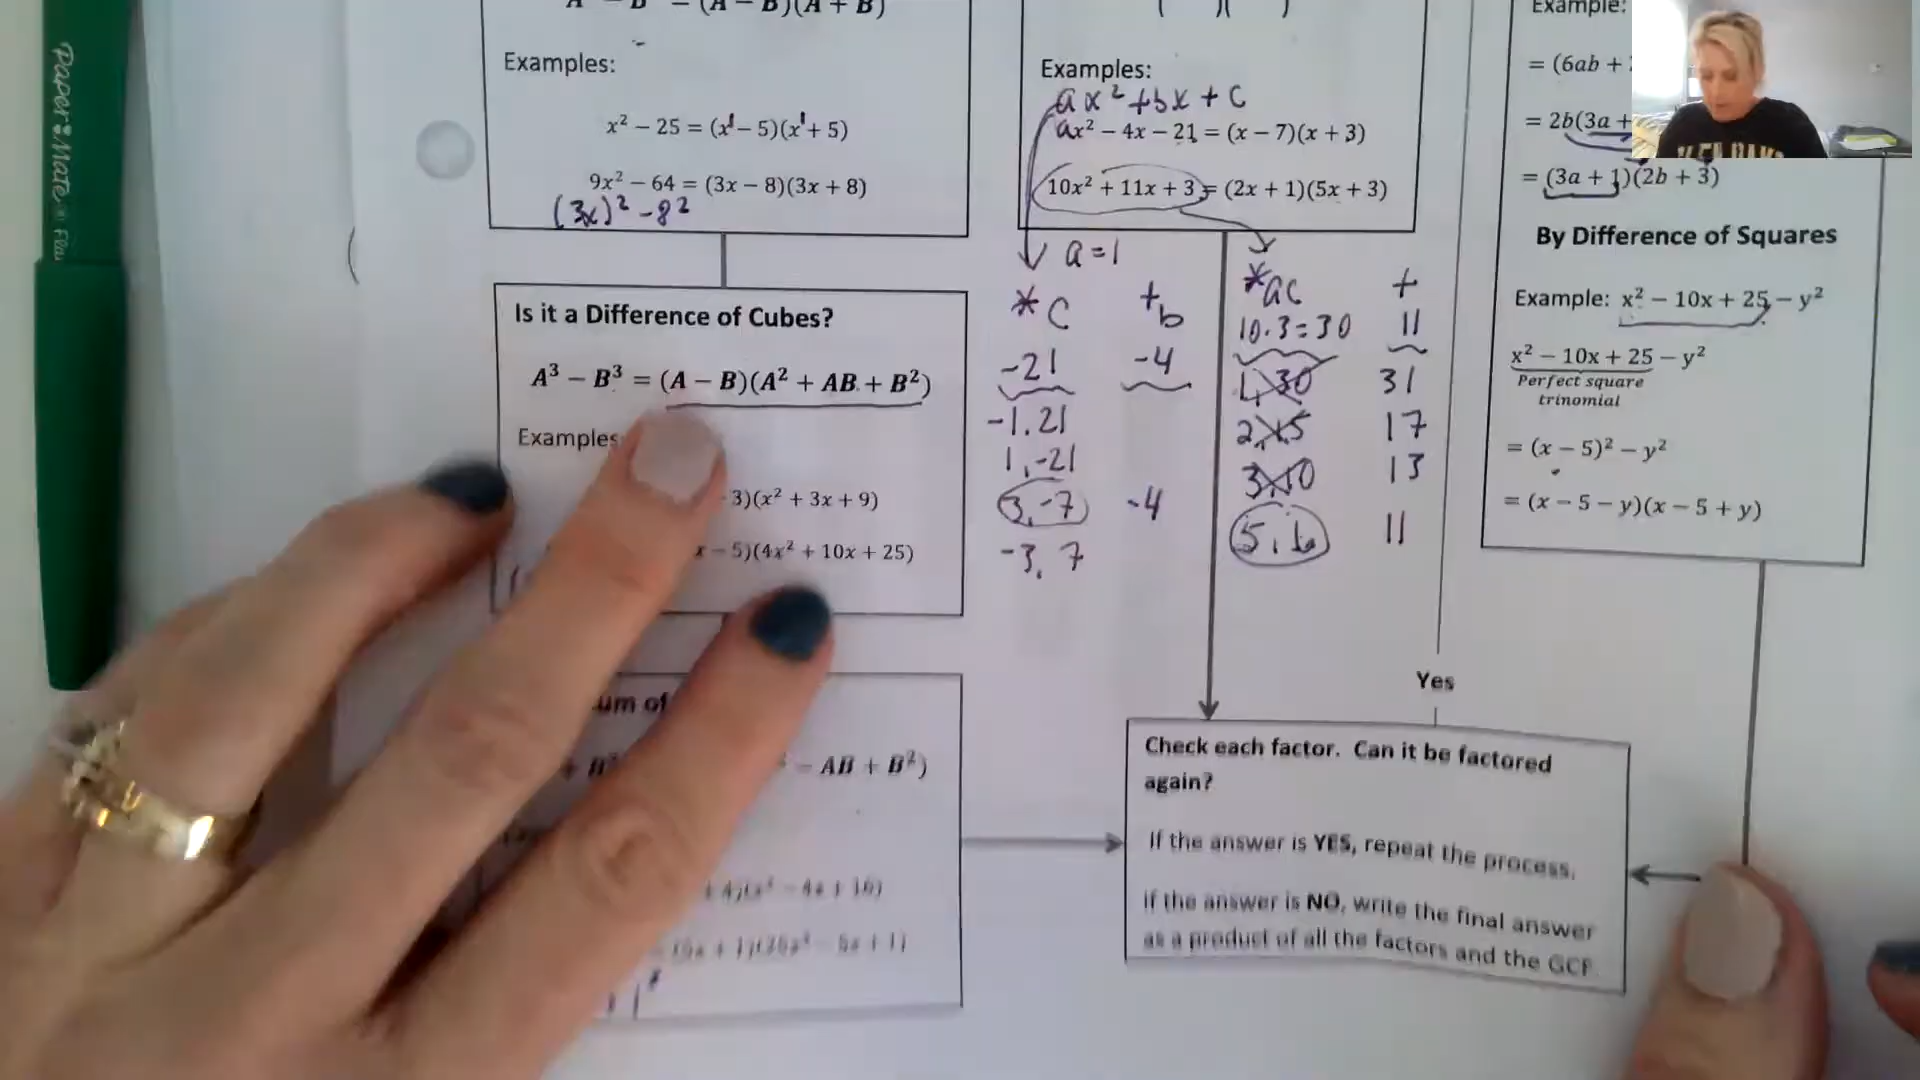 Paper Mate Fla
Examples:
x² − 25 = (x¹ − 5)(x¹ + 5)
9x² − 64 = (3x − 8)(3x + 8)
(3x)² − 8²
Is it a Difference of Cubes?
A³ − B³ = (A − B)(A² + AB + B²)
Examples
3)(x² + 3x + 9)
x − 5)(4x² + 10x + 25)
um of
− AB + B²)
Examples:
ax² + bx + c
ax² − 4x − 21 = (x − 7)(x + 3)
10x² + 11x + 3 = (2x + 1)(5x + 3)
a = 1
* c + b
−21 −4
−1, 21
1, −21
3, −7 −4
−3, 7
* ac +
10·3=30 11
1, 30 31
2, 15 17
3, 10 13
5, 6 11
Example:
= (6ab +
= 2b(3a +
= (3a + 1)(2b + 3)
By Difference of Squares
Example: x² − 10x + 25 − y²
x² − 10x + 25 − y²
Perfect square
trinomial
= (x − 5)² − y²
= (x − 5 − y)(x − 5 + y)
Yes
Check each factor. Can it be factored
again?
If the answer is YES, repeat the process.
If the answer is NO, write the final answer
as a product of all the factors and the GCF.